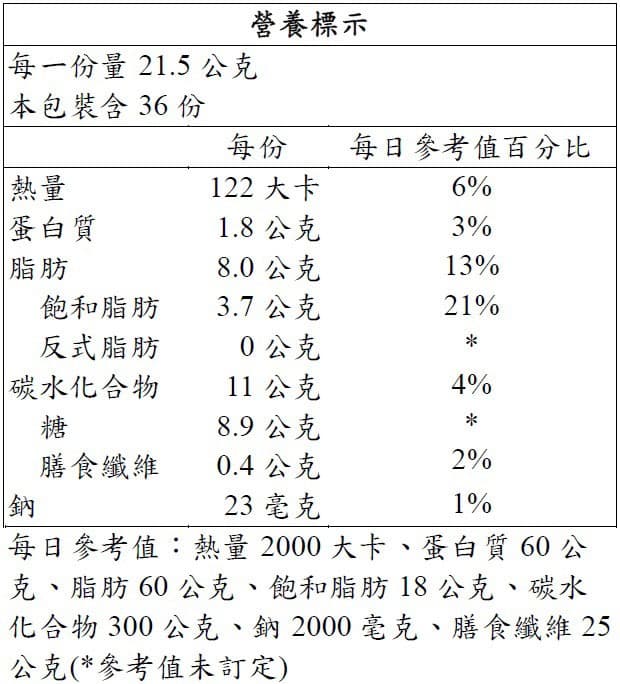 營養標示
每一份量 21.5 公克
本包裝含 36 份
每份 每日參考值百分比
熱量 122 大卡 6%
蛋白質 1.8 公克 3%
脂肪 8.0 公克 13%
飽和脂肪 3.7 公克 21%
反式脂肪 0 公克 *
碳水化合物 11 公克 4%
糖 8.9 公克 *
膳食纖維 0.4 公克 2%
鈉 23 毫克 1%
每日參考值：熱量 2000 大卡、蛋白質 60 公
克、脂肪 60 公克、飽和脂肪 18 公克、碳水
化合物 300 公克、鈉 2000 毫克、膳食纖維 25
公克(*參考值未訂定)